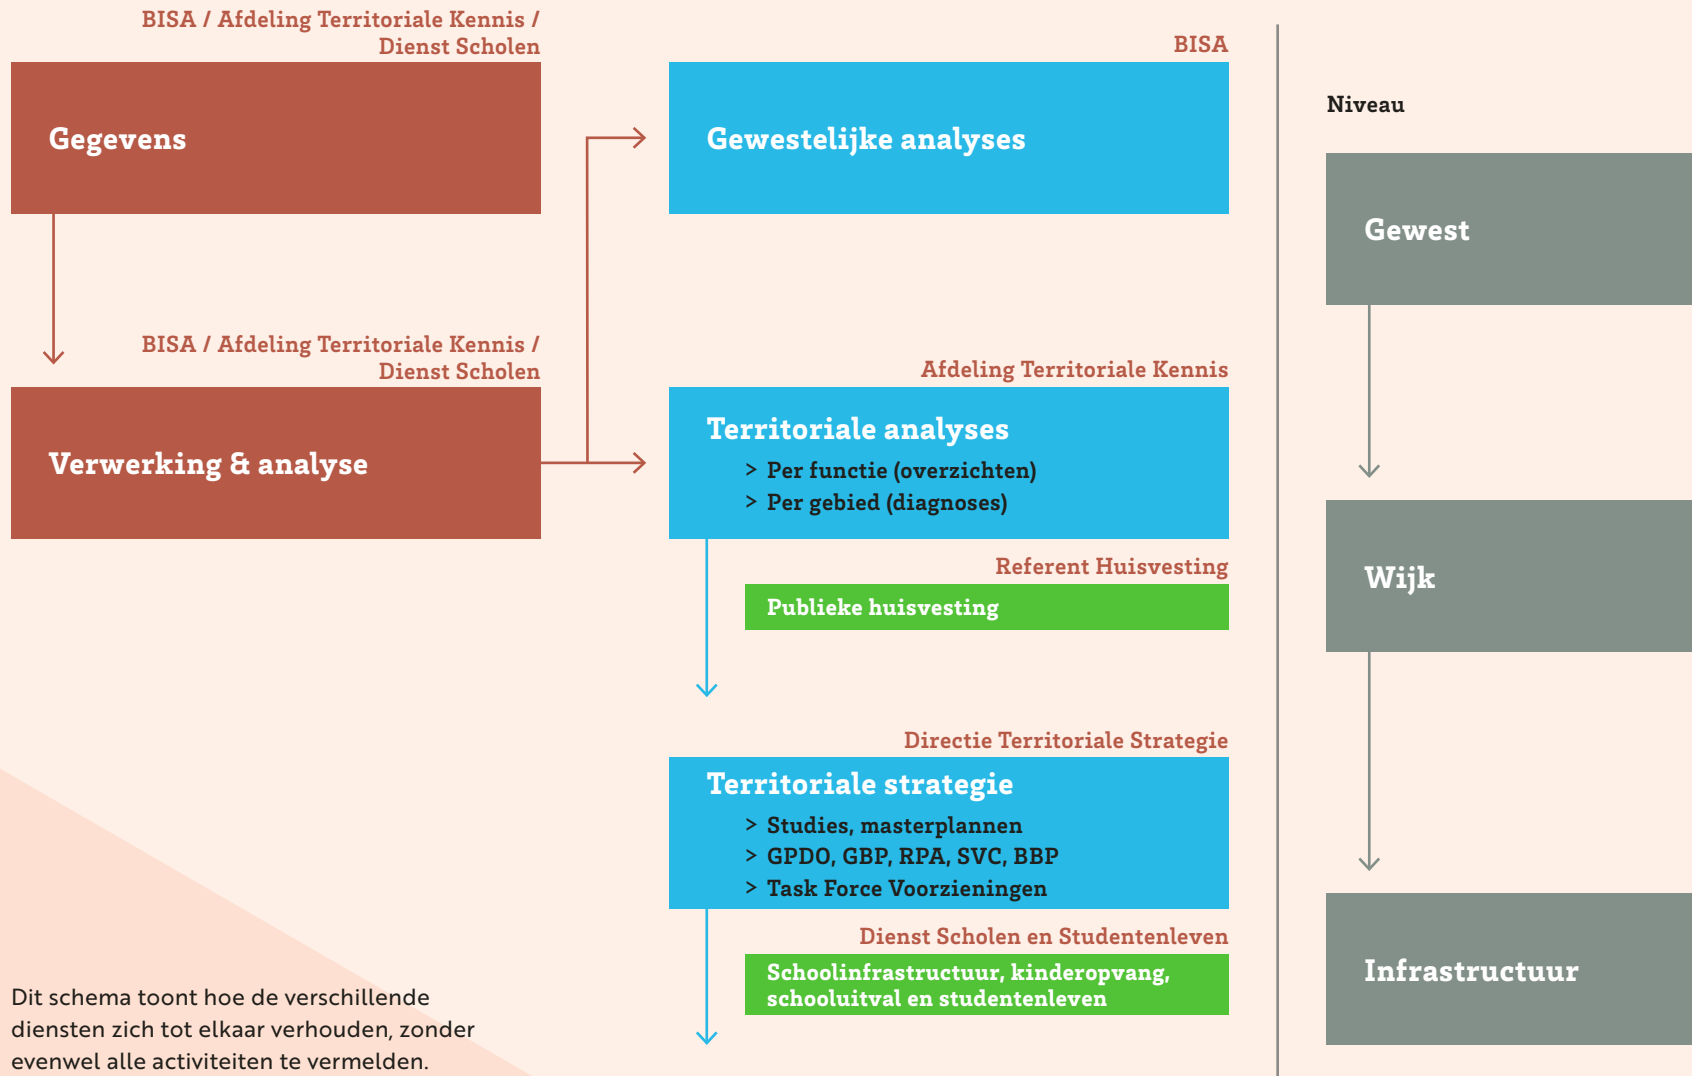 BISA / Afdeling Territoriale Kennis /
Dienst Scholen
Gegevens
BISA / Afdeling Territoriale Kennis /
Dienst Scholen
Verwerking & analyse
BISA
Gewestelijke analyses
Afdeling Territoriale Kennis
Territoriale analyses
> Per functie (overzichten)
> Per gebied (diagnoses)
Referent Huisvesting
Publieke huisvesting
Directie Territoriale Strategie
Territoriale strategie
> Studies, masterplannen
> GPDO, GBP, RPA, SVC, BBP
> Task Force Voorzieningen
Dienst Scholen en Studentenleven
Schoolinfrastructuur, kinderopvang,
schooluitval en studentenleven
Niveau
Gewest
Wijk
Infrastructuur
Dit schema toont hoe de verschillende
diensten zich tot elkaar verhouden, zonder
evenwel alle activiteiten te vermelden.